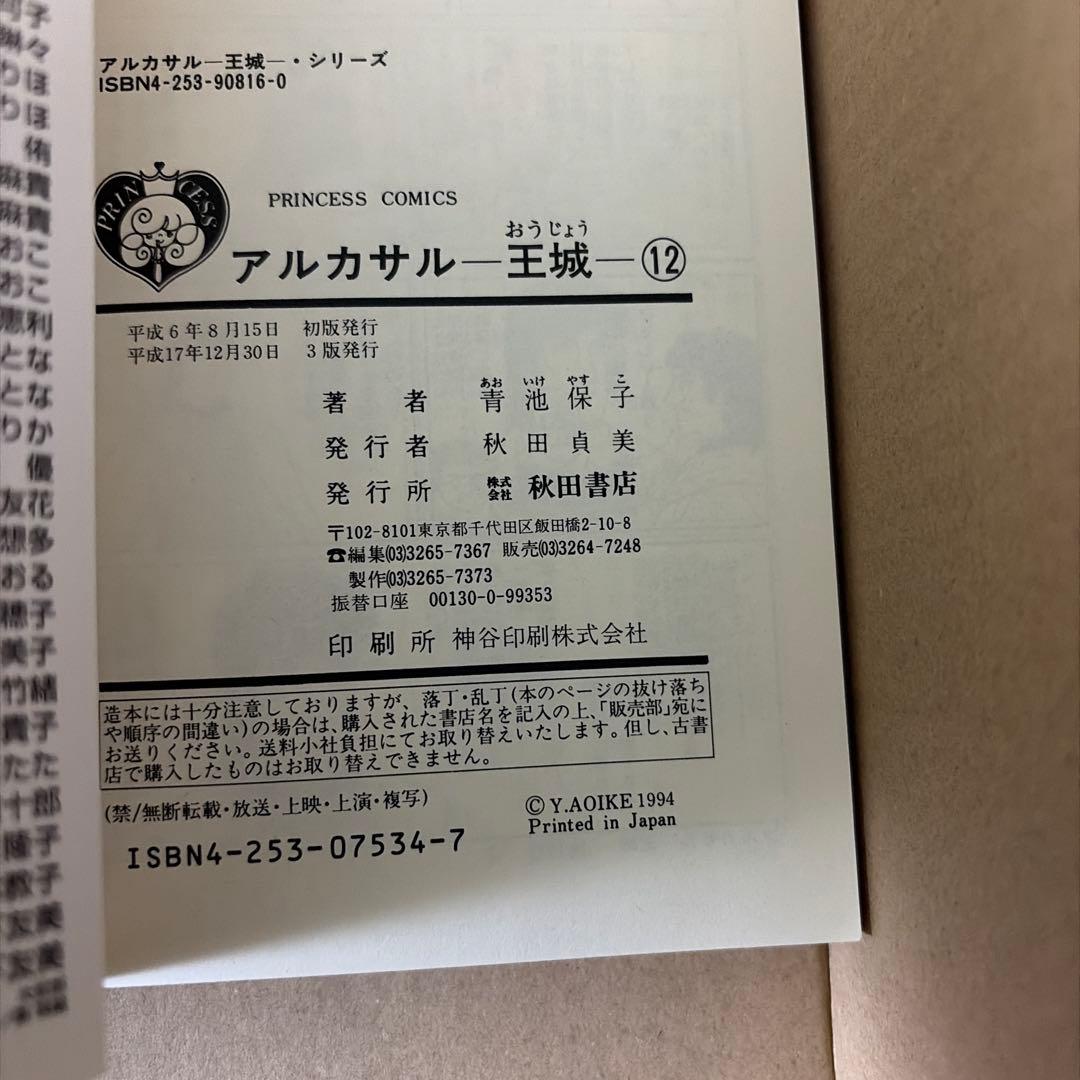 アルカサル―王城―・シリーズ
ISBN4-253-90816-0
PRINCESS
PRINCESS COMICS
おうじょう
アルカサル―王城―⑫
平成6年8月15日 初版発行
平成17年12月30日 3版発行
あお いけ やす こ
著者 青池保子
発行者 秋田貞美
発行所 株式会社 秋田書店
〒102-8101東京都千代田区飯田橋2-10-8
☎編集(03)3265-7367 販売(03)3264-7248
製作(03)3265-7373
振替口座 00130-0-99353
印刷所 神谷印刷株式会社
造本には十分注意しておりますが、落丁・乱丁(本のページの抜け落ち
や順序の間違い)の場合は、購入された書店名を記入の上、「販売部」宛に
お送りください。送料小社負担にてお取り替えいたします。但し、古書
店で購入したものはお取り替えできません。
(禁/無断転載・放送・上映・上演・複写)
© Y.AOIKE 1994
Printed in Japan
ISBN4-253-07534-7